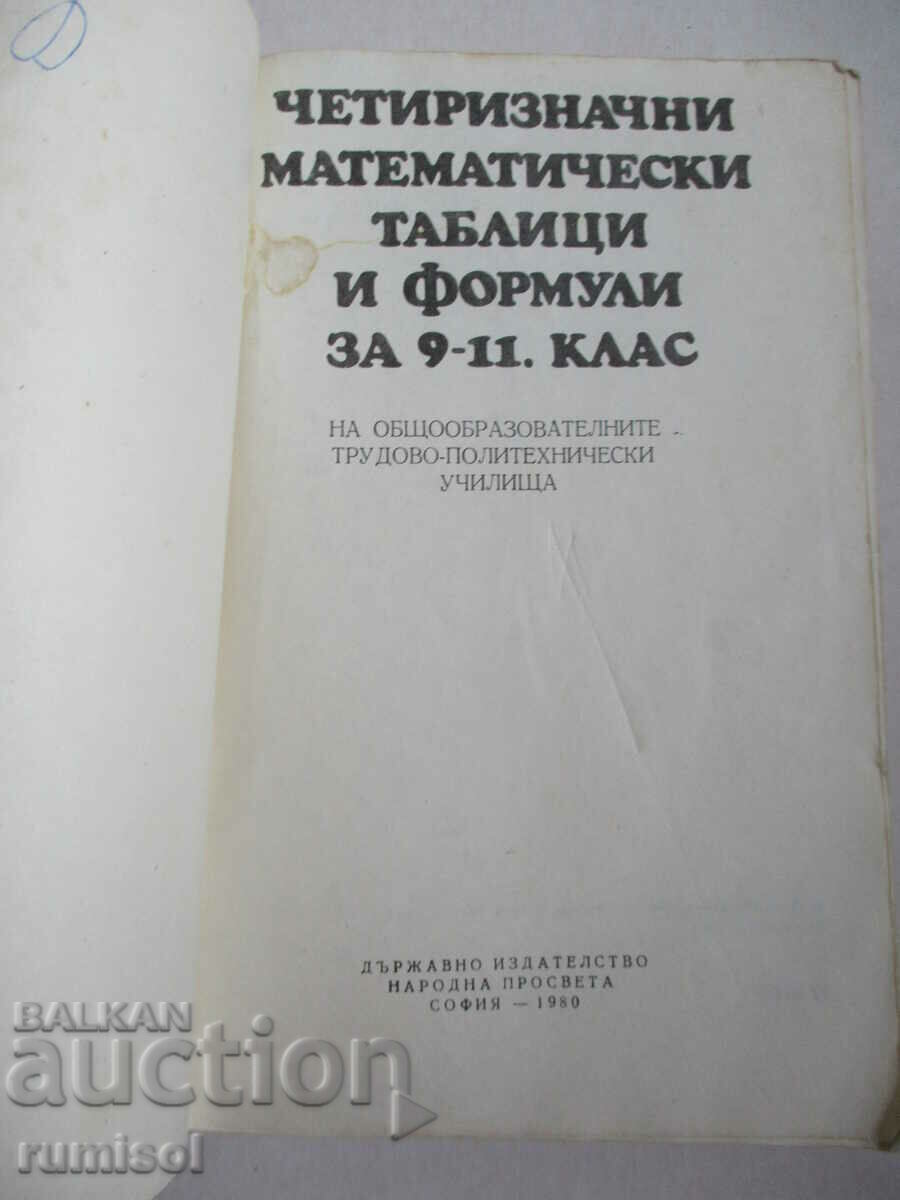 ЧЕТИРИЗНАЧНИ
МАТЕМАТИЧЕСКИ
ТАБЛИЦИ
И ФОРМУЛИ
ЗА 9-11. КЛАС
НА ОБЩООБРАЗОВАТЕЛНИТЕ
ТРУДОВО-ПОЛИТЕХНИЧЕСКИ
УЧИЛИЩА
ДЪРЖАВНО ИЗДАТЕЛСТВО
НАРОДНА ПРОСВЕТА
СОФИЯ — 1980
BALKAN
auction
rumisol